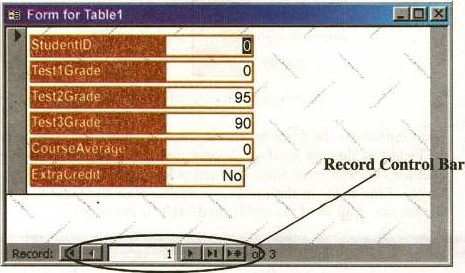 Form for Table1
StudentID 0
Test1Grade 0
Test2Grade 95
Test3Grade 90
CourseAverage 0
ExtraCredit No
Record Control Bar
Record: 1 of 3